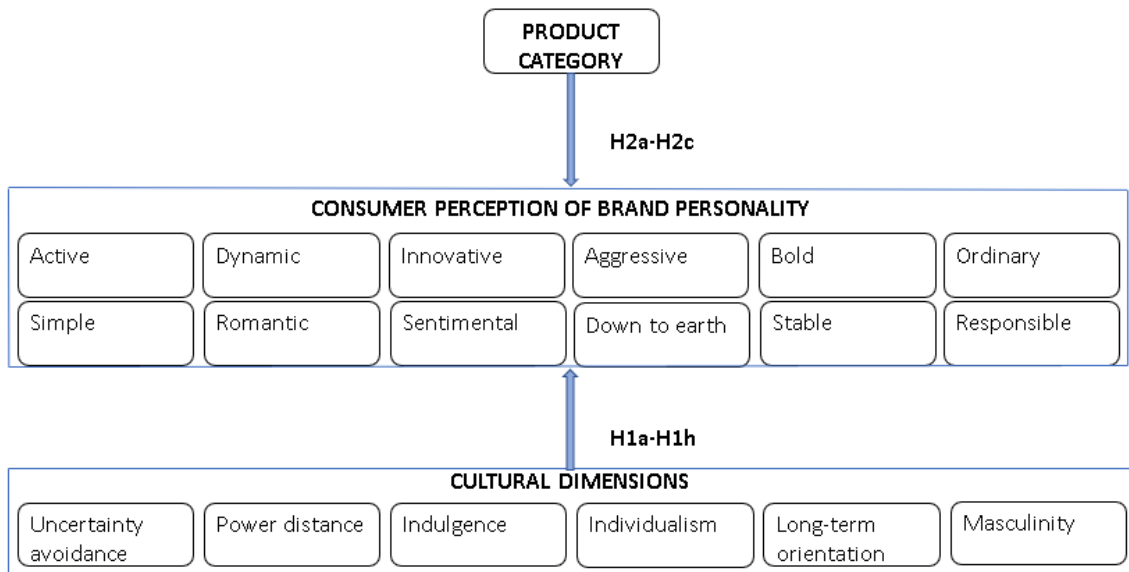 PRODUCT
CATEGORY
H2a-H2c
CONSUMER PERCEPTION OF BRAND PERSONALITY
Active Dynamic Innovative Aggressive Bold Ordinary
Simple Romantic Sentimental Down to earth Stable Responsible
H1a-H1h
CULTURAL DIMENSIONS
Uncertainty
avoidance
Power distance
Indulgence
Individualism
Long-term
orientation
Masculinity